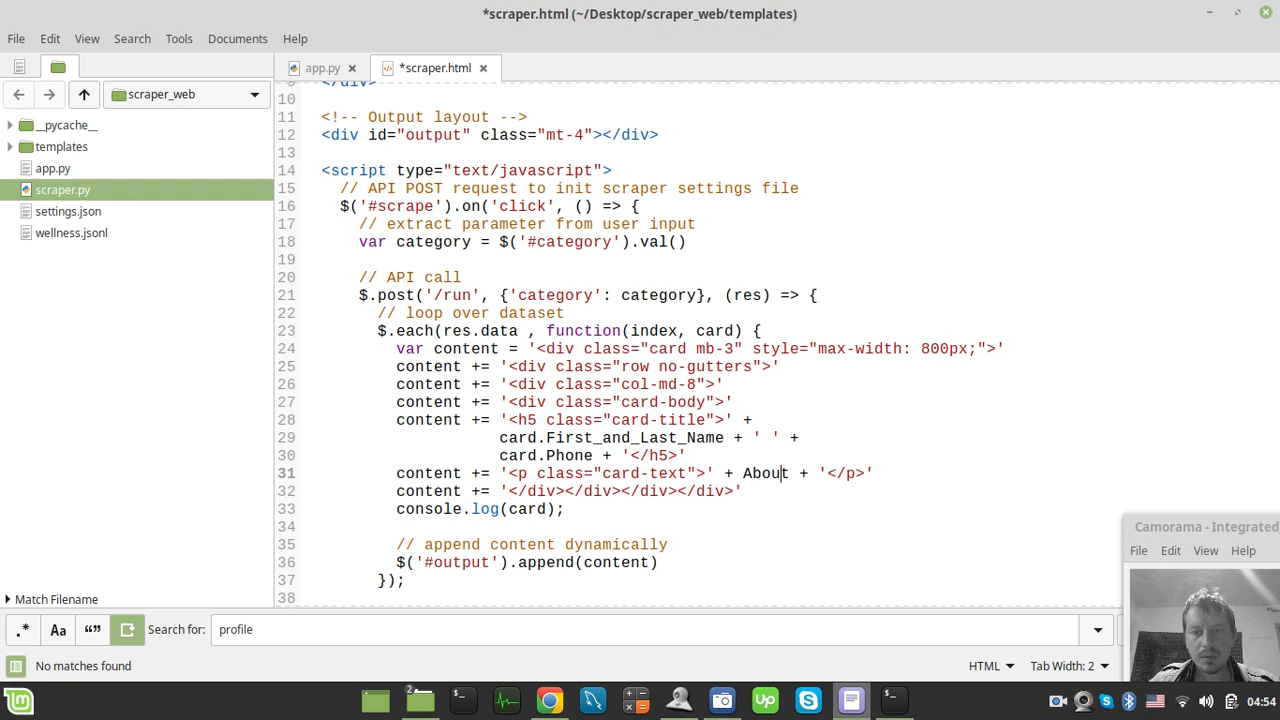 *scraper.html (~/Desktop/scraper_web/templates)
File Edit View Search Tools Documents Help
app.py
*scraper.html
scraper_web
__pycache__
templates
app.py
scraper.py
settings.json
wellness.jsonl
Match Filename
9 </div>
10
11 <!-- Output layout -->
12 <div id="output" class="mt-4"></div>
13
14 <script type="text/javascript">
15 // API POST request to init scraper settings file
16 $('#scrape').on('click', () => {
17 // extract parameter from user input
18 var category = $('#category').val()
19
20 // API call
21 $.post('/run', {'category': category}, (res) => {
22 // loop over dataset
23 $.each(res.data , function(index, card) {
24 var content = '<div class="card mb-3" style="max-width: 800px;">'
25 content += '<div class="row no-gutters">'
26 content += '<div class="col-md-8">'
27 content += '<div class="card-body">'
28 content += '<h5 class="card-title">' +
29 card.First_and_Last_Name + ' ' +
30 card.Phone + '</h5>'
31 content += '<p class="card-text">' + About + '</p>'
32 content += '</div></div></div></div>'
33 console.log(card);
34
35 // append content dynamically
36 $('#output').append(content)
37 });
38
Camorama - Integrated
File Edit View Help
.* Aa “” Search for: profile
No matches found
HTML Tab Width: 2
2
Up
04:54